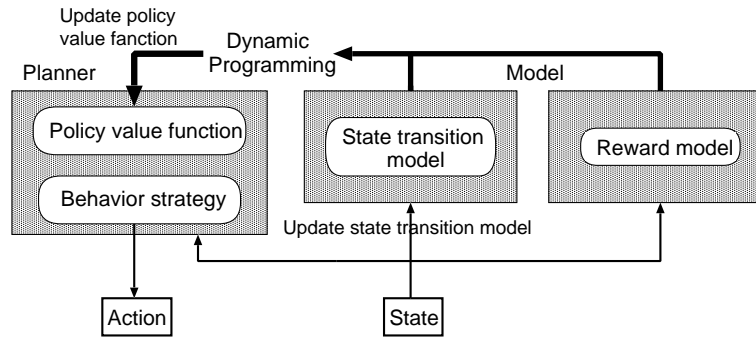 Update policy
value fanction
Dynamic
Programming
Planner
Model
Policy value function
State transition
model
Reward model
Behavior strategy
Update state transition model
Action
State